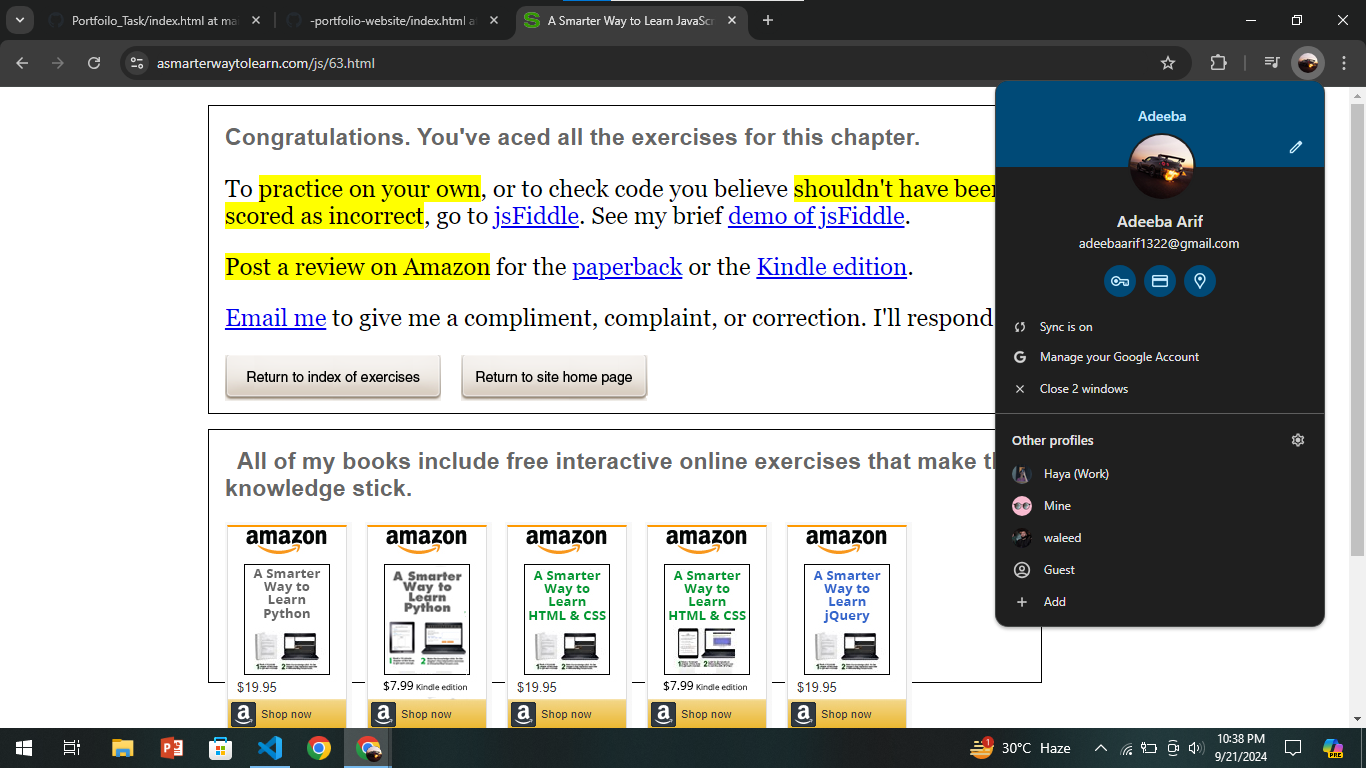 Portfoilo_Task/index.html at ma
-portfolio-website/index.html a
A Smarter Way to Learn JavaScr
asmarterwaytolearn.com/js/63.html
Congratulations. You've aced all the exercises for this chapter.
To practice on your own, or to check code you believe shouldn't have been
scored as incorrect, go to jsFiddle. See my brief demo of jsFiddle.
Post a review on Amazon for the paperback or the Kindle edition.
Email me to give me a compliment, complaint, or correction. I'll respond
Return to index of exercises
Return to site home page
All of my books include free interactive online exercises that make th
knowledge stick.
amazon
A Smarter
Way to
Learn
Python
$19.95
Shop now
amazon
A Smarter
Way to
Learn
Python
$7.99 Kindle edition
Shop now
amazon
A Smarter
Way to
Learn
HTML & CSS
$19.95
Shop now
amazon
A Smarter
Way to
Learn
HTML & CSS
$7.99 Kindle edition
Shop now
amazon
A Smarter
Way to
Learn
jQuery
$19.95
Shop now
Adeeba
Adeeba Arif
adeebaarif1322@gmail.com
Sync is on
Manage your Google Account
Close 2 windows
Other profiles
Haya (Work)
Mine
waleed
Guest
Add
1
30°C Haze
10:38 PM
9/21/2024
PRE